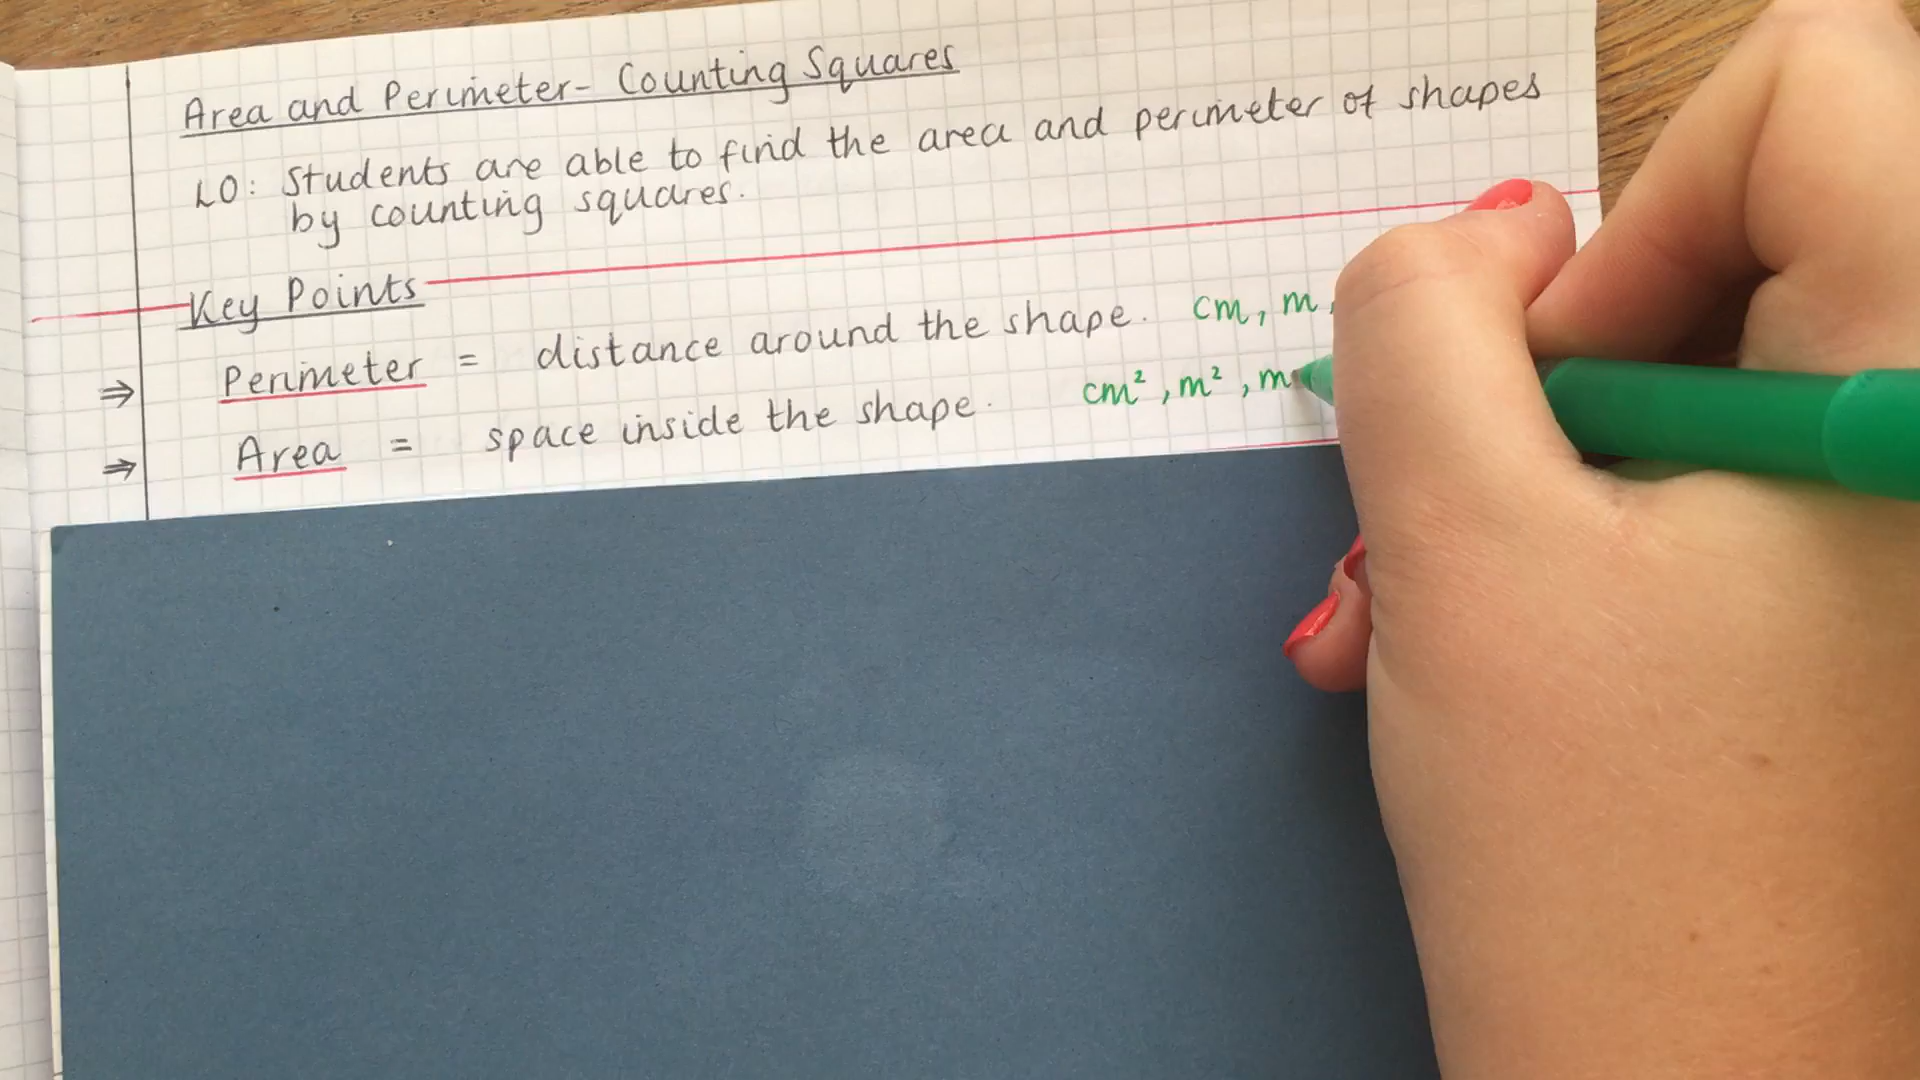 Area and Perimeter - Counting Squares
LO: Students are able to find the area and perimeter of shapes
by counting squares.
Key Points
⇒ Perimeter = distance around the shape. cm, m,
⇒ Area = space inside the shape. cm², m², m